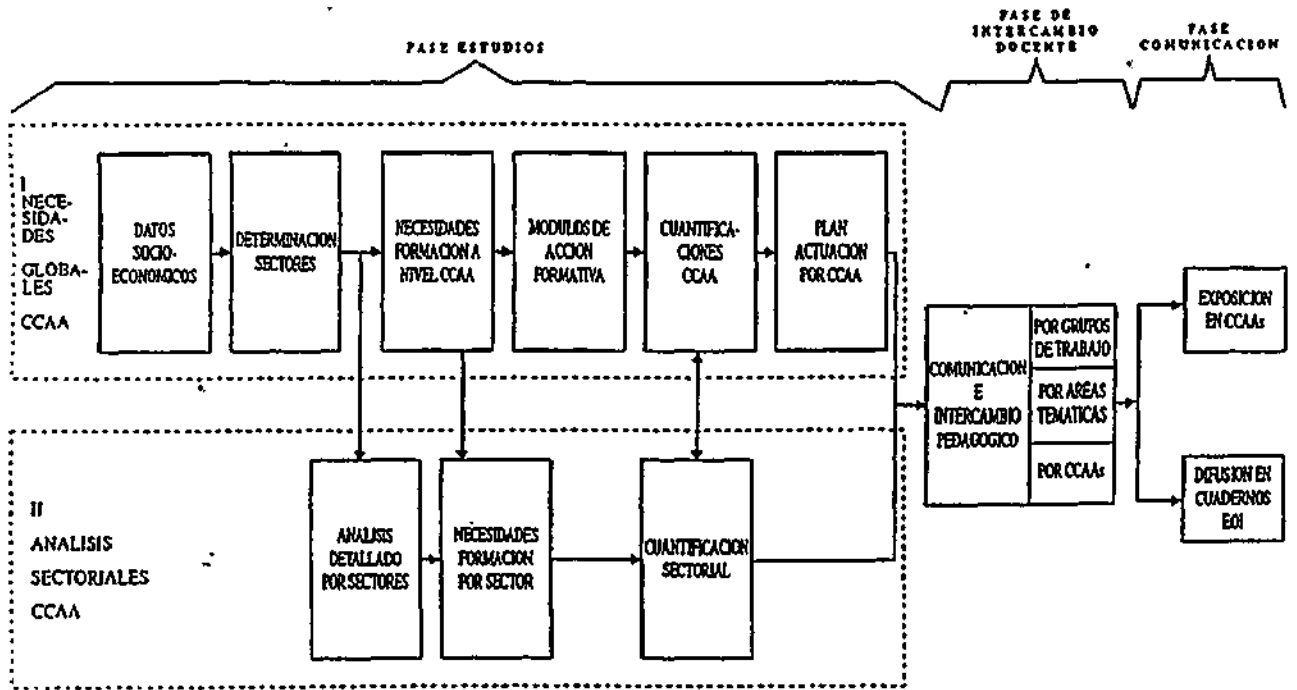 FASE ESTUDIOS
FASE DE
INTERCAMBIO
DOCENTE
FASE
COMUNICACION
I
NECE-
SIDA-
DES
GLOBA-
LES
CCAA
DATOS
SOCIO-
ECONOMICOS
DETERMINACION
SECTORES
NECESIDADES
FORMACION A
NIVEL CCAA
MODULOS DE
ACCION
FORMATIVA
CUANTIFICA-
CIONES
CCAA
PLAN
ACTUACION
POR CCAA
COMUNICACION
E
INTERCAMBIO
PEDAGOGICO
POR GRUPOS
DE TRABAJO
POR AREAS
TEMATICAS
POR CCAAs
EXPOSICION
EN CCAAs
DIFUSION EN
CUADERNOS
EOI
II
ANALISIS
SECTORIALES
CCAA
ANALISIS
DETALLADO
POR SECTORES
NECESIDADES
FORMACION
POR SECTOR
CUANTIFICACION
SECTORIAL